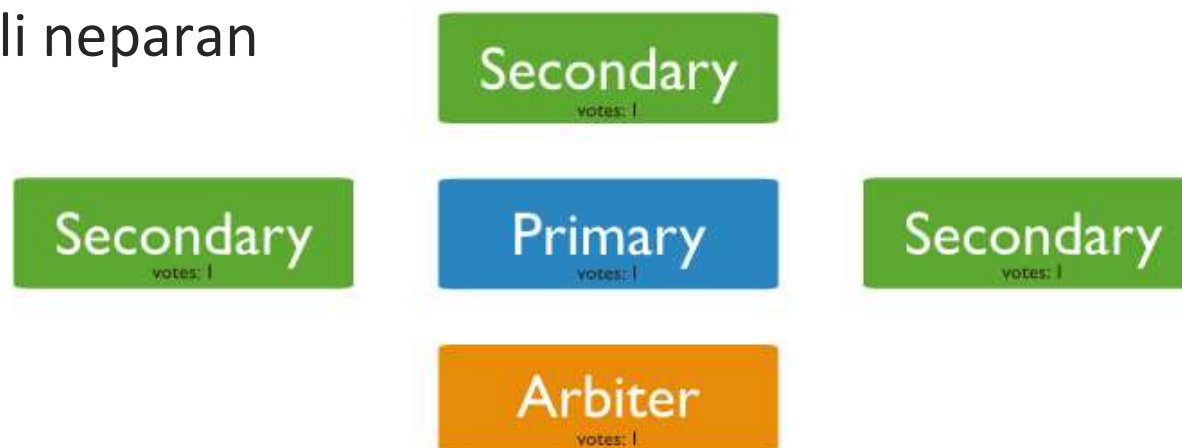 li neparan
Secondary
votes: 1
Secondary
votes: 1
Primary
votes: 1
Secondary
votes: 1
Arbiter
votes: 1